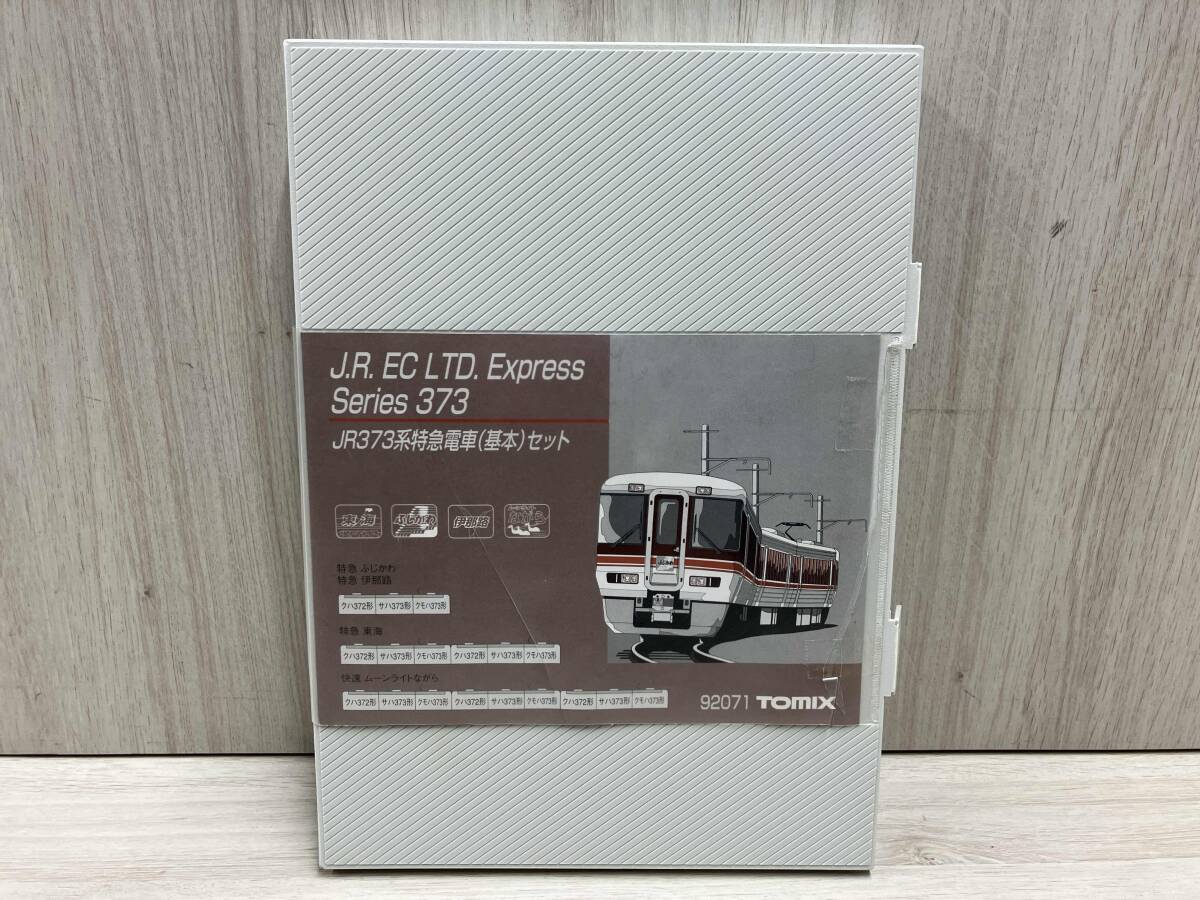 J.R. EC LTD. Express
Series 373
JR373系特急電車(基本)セット
東海 ふじかわ 伊那路 ながら
特急 ふじかわ
特急 伊那路
クハ372形 サハ373形 クモハ373形
特急 東海
クハ372形 サハ373形 クモハ373形 クハ372形 サハ373形 クモハ373形
快速 ムーンライトながら
クハ372形 サハ373形 クモハ373形 クハ372形 サハ373形 クモハ373形 クハ372形 サハ373形 クモハ373形
92071 TOMIX